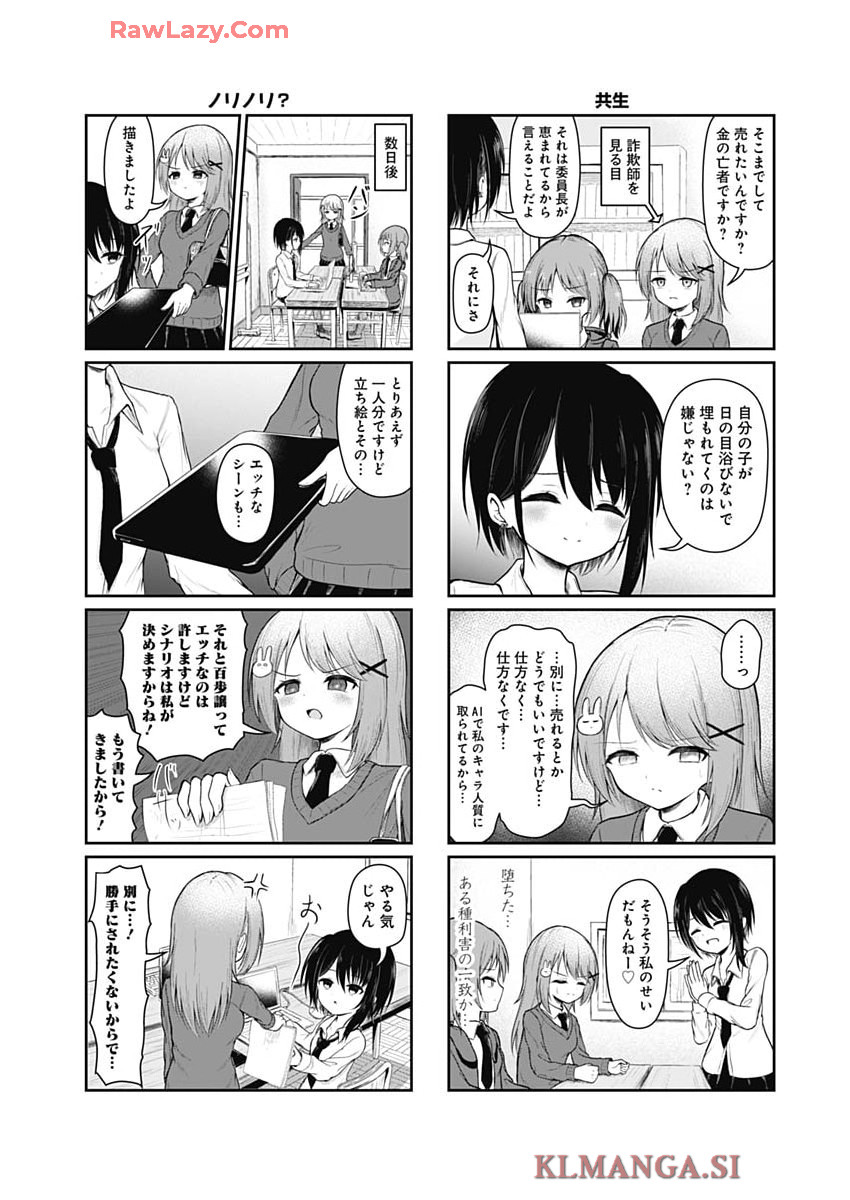 RawLazy.Com
共生
そこまでして
売れたいんですか?
金の亡者ですか?
詐欺師を
見る目
それは委員長が
恵まれてるから
言えることだよ
それにさ
自分の子が
日の目浴びないで
埋もれてくのは
嫌じゃない?
……っ
…別に…売れるとか
どうでもいいですけど…
仕方なく…
仕方なくです…
AIで私のキャラ人質に
取られてるから…
そうそう私のせい
だもんねー♡
堕ちた…
ある種利害の一致か…
ノリノリ?
数日後
描きましたよ
とりあえず
一人分ですけど
立ち絵とその…
エッチな
シーンも…
それと百歩譲って
エッチなのは
許しますけど
シナリオは私が
決めますからね!
もう書いて
きましたから!
やる気
じゃん
お
別に…!
勝手にされたくないからで…
KLMANGA.SI